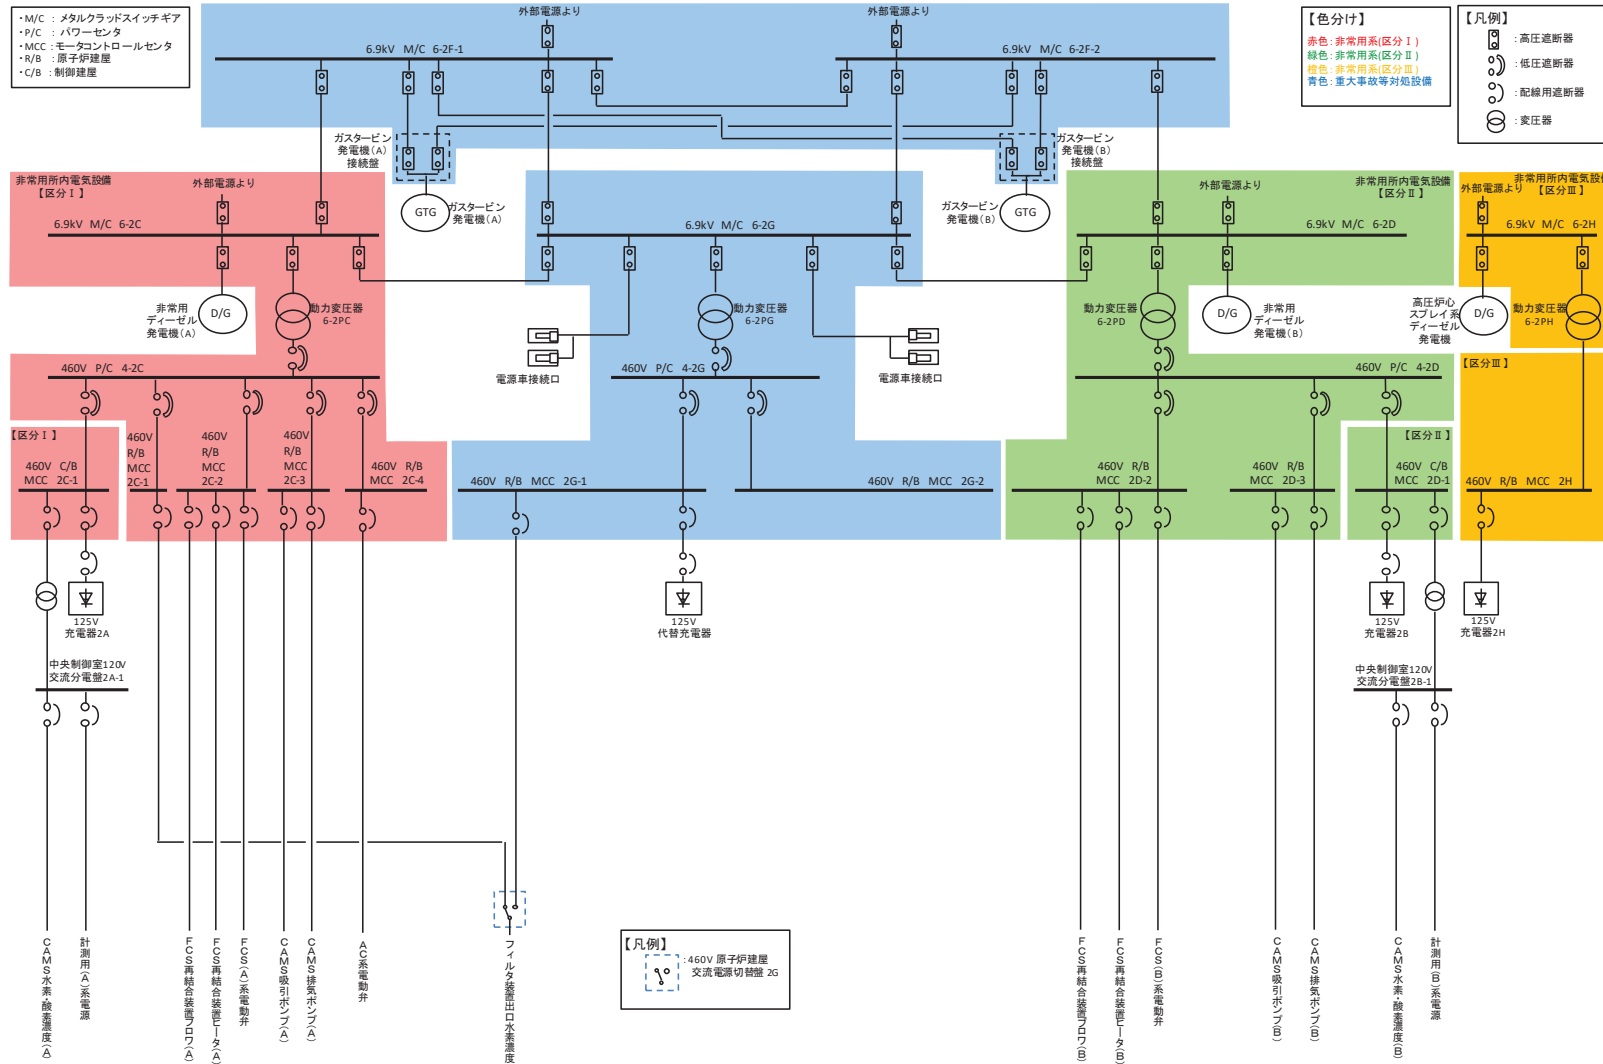 ・M/C : メタルクラッドスイッチギア
・P/C : パワーセンタ
・MCC : モータコントロールセンタ
・R/B : 原子炉建屋
・C/B : 制御建屋
外部電源より
外部電源より
6.9kV M/C 6-2F-1
6.9kV M/C 6-2F-2
【色分け】
赤色: 非常用系(区分Ⅰ)
緑色: 非常用系(区分Ⅱ)
橙色: 非常用系(区分Ⅲ)
青色: 重大事故等対処設備
【凡例】
: 高圧遮断器
: 低圧遮断器
: 配線用遮断器
: 変圧器
ガスタービン
発電機(A)
接続盤
ガスタービン
発電機(B)
接続盤
GTG
ガスタービン
発電機(A)
ガスタービン
発電機(B)
GTG
非常用所内電気設備
【区分Ⅰ】
外部電源より
6.9kV M/C 6-2C
6.9kV M/C 6-2G
外部電源より
非常用所内電気設備
【区分Ⅱ】
6.9kV M/C 6-2D
非常用所内電気設備
【区分Ⅲ】
外部電源より
6.9kV M/C 6-2H
非常用
ディーゼル
発電機(A)
D/G
動力変圧器
6-2PC
動力変圧器
6-2PG
動力変圧器
6-2PD
D/G
非常用
ディーゼル
発電機(B)
高圧炉心
スプレイ系
ディーゼル
発電機
D/G
動力変圧器
6-2PH
電源車接続口
電源車接続口
460V P/C 4-2C
460V P/C 4-2G
460V P/C 4-2D
【区分Ⅲ】
【区分Ⅰ】
460V C/B
MCC 2C-1
460V
R/B
MCC
2C-1
460V
R/B
MCC
2C-2
460V
R/B
MCC
2C-3
460V R/B
MCC 2C-4
460V R/B MCC 2G-1
460V R/B MCC 2G-2
460V R/B
MCC 2D-2
460V R/B
MCC 2D-3
【区分Ⅱ】
460V C/B
MCC 2D-1
460V R/B MCC 2H
125V
充電器2A
125V
代替充電器
125V
充電器2B
125V
充電器2H
中央制御室120V
交流分電盤2A-1
中央制御室120V
交流分電盤2B-1
CAMS水素・酸素濃度(A)
計測用(A)系電源
FCS再結合装置ブロワ(A)
FCS再結合装置ヒータ(A)
FCS(A)系電動弁
CAMS吸引ポンプ(A)
CAMS排気ポンプ(A)
AC系電動弁
フィルタ装置出口水素濃度
【凡例】
: 460V 原子炉建屋
交流電源切替盤 2G
FCS再結合装置ブロワ(B)
FCS再結合装置ヒータ(B)
FCS(B)系電動弁
CAMS吸引ポンプ(B)
CAMS排気ポンプ(B)
CAMS水素・酸素濃度(B)
計測用(B)系電源